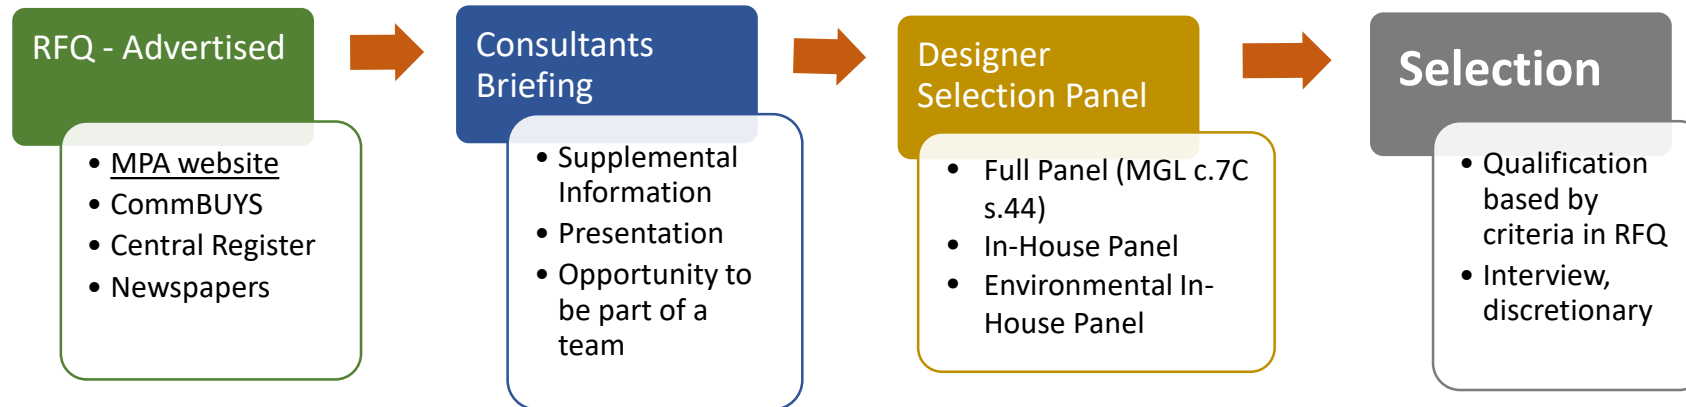 RFQ - Advertised
• MPA website
• CommBUYS
• Central Register
• Newspapers
Consultants
Briefing
• Supplemental
Information
• Presentation
• Opportunity to
be part of a
team
Designer
Selection Panel
• Full Panel (MGL c.7C
s.44)
• In-House Panel
• Environmental In-
House Panel
Selection
• Qualification
based by
criteria in RFQ
• Interview,
discretionary